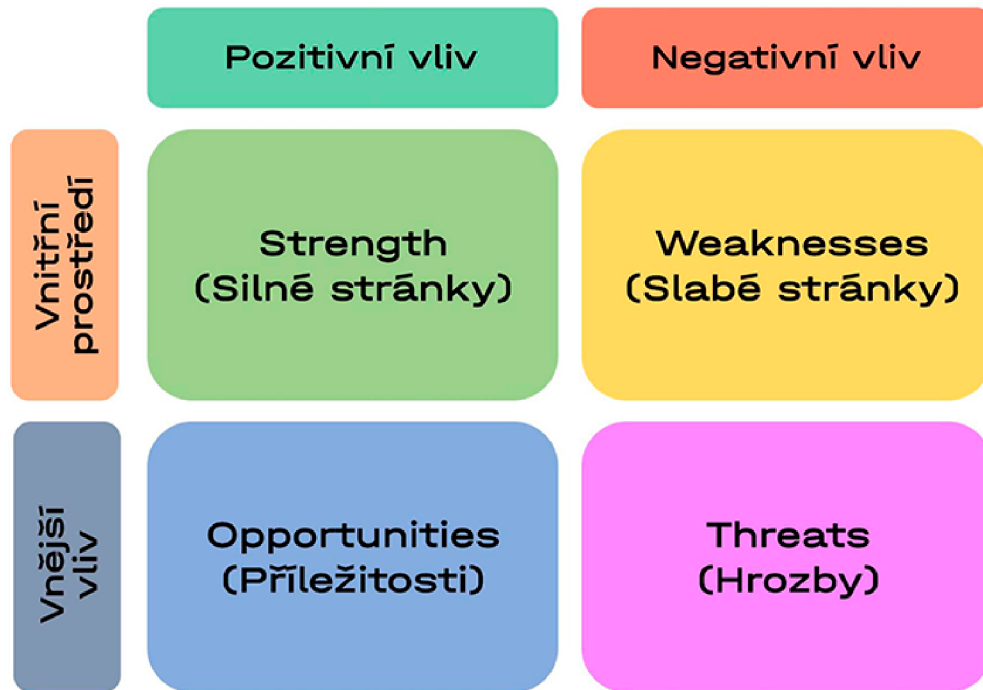 Pozitivní vliv
Negativní vliv
Vnitřní
prostředí
Strength
(Silné stránky)
Weaknesses
(Slabé stránky)
Vnější
vliv
Opportunities
(Příležitosti)
Threats
(Hrozby)